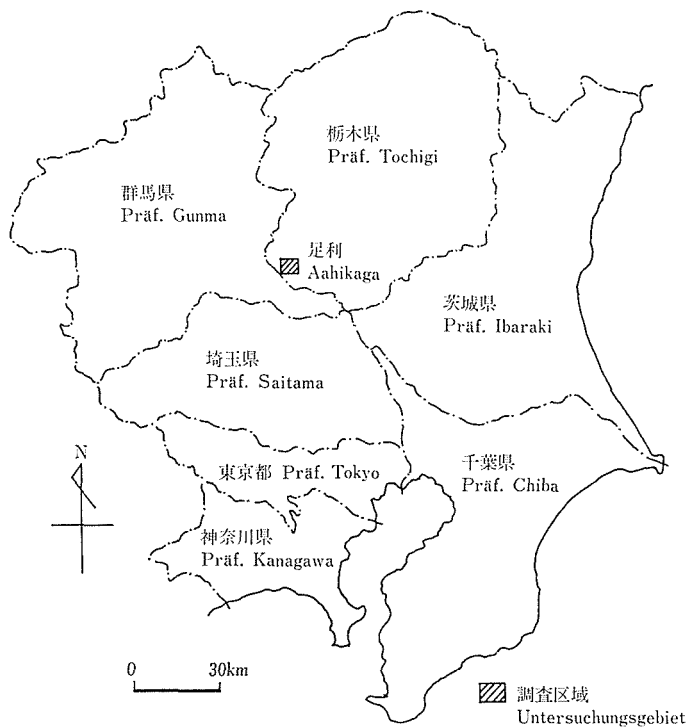 栃木県
Präf. Tochigi
群馬県
Präf. Gunma
足利
Aahikaga
茨城県
Präf. Ibaraki
埼玉県
Präf. Saitama
N
東京都 Präf. Tokyo
千葉県
Präf. Chiba
神奈川県
Präf. Kanagawa
0 30km
調査区域
Untersuchungsgebiet